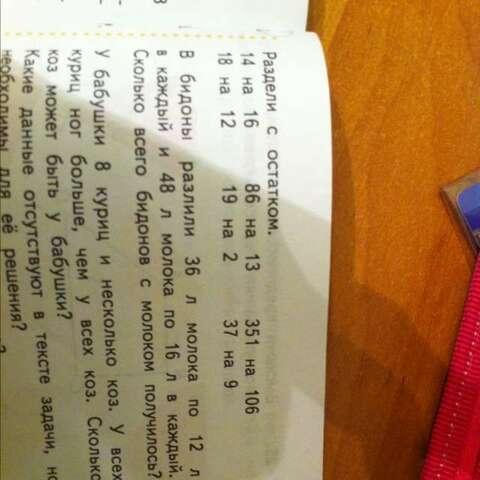 Раздели с остатком.
14 на 16 86 на 13 351 на 106
18 на 12 19 на 2 37 на 9
В бидоны разлили 36 л молока по 12 л
в каждый и 48 л молока по 16 л в каждый.
Сколько всего бидонов с молоком получилось?
У бабушки 8 куриц и несколько коз. У всех
куриц ног больше, чем у всех коз. Сколько
коз может быть у бабушки?
Какие данные отсутствуют в тексте задачи, но
необходимы для её решения?